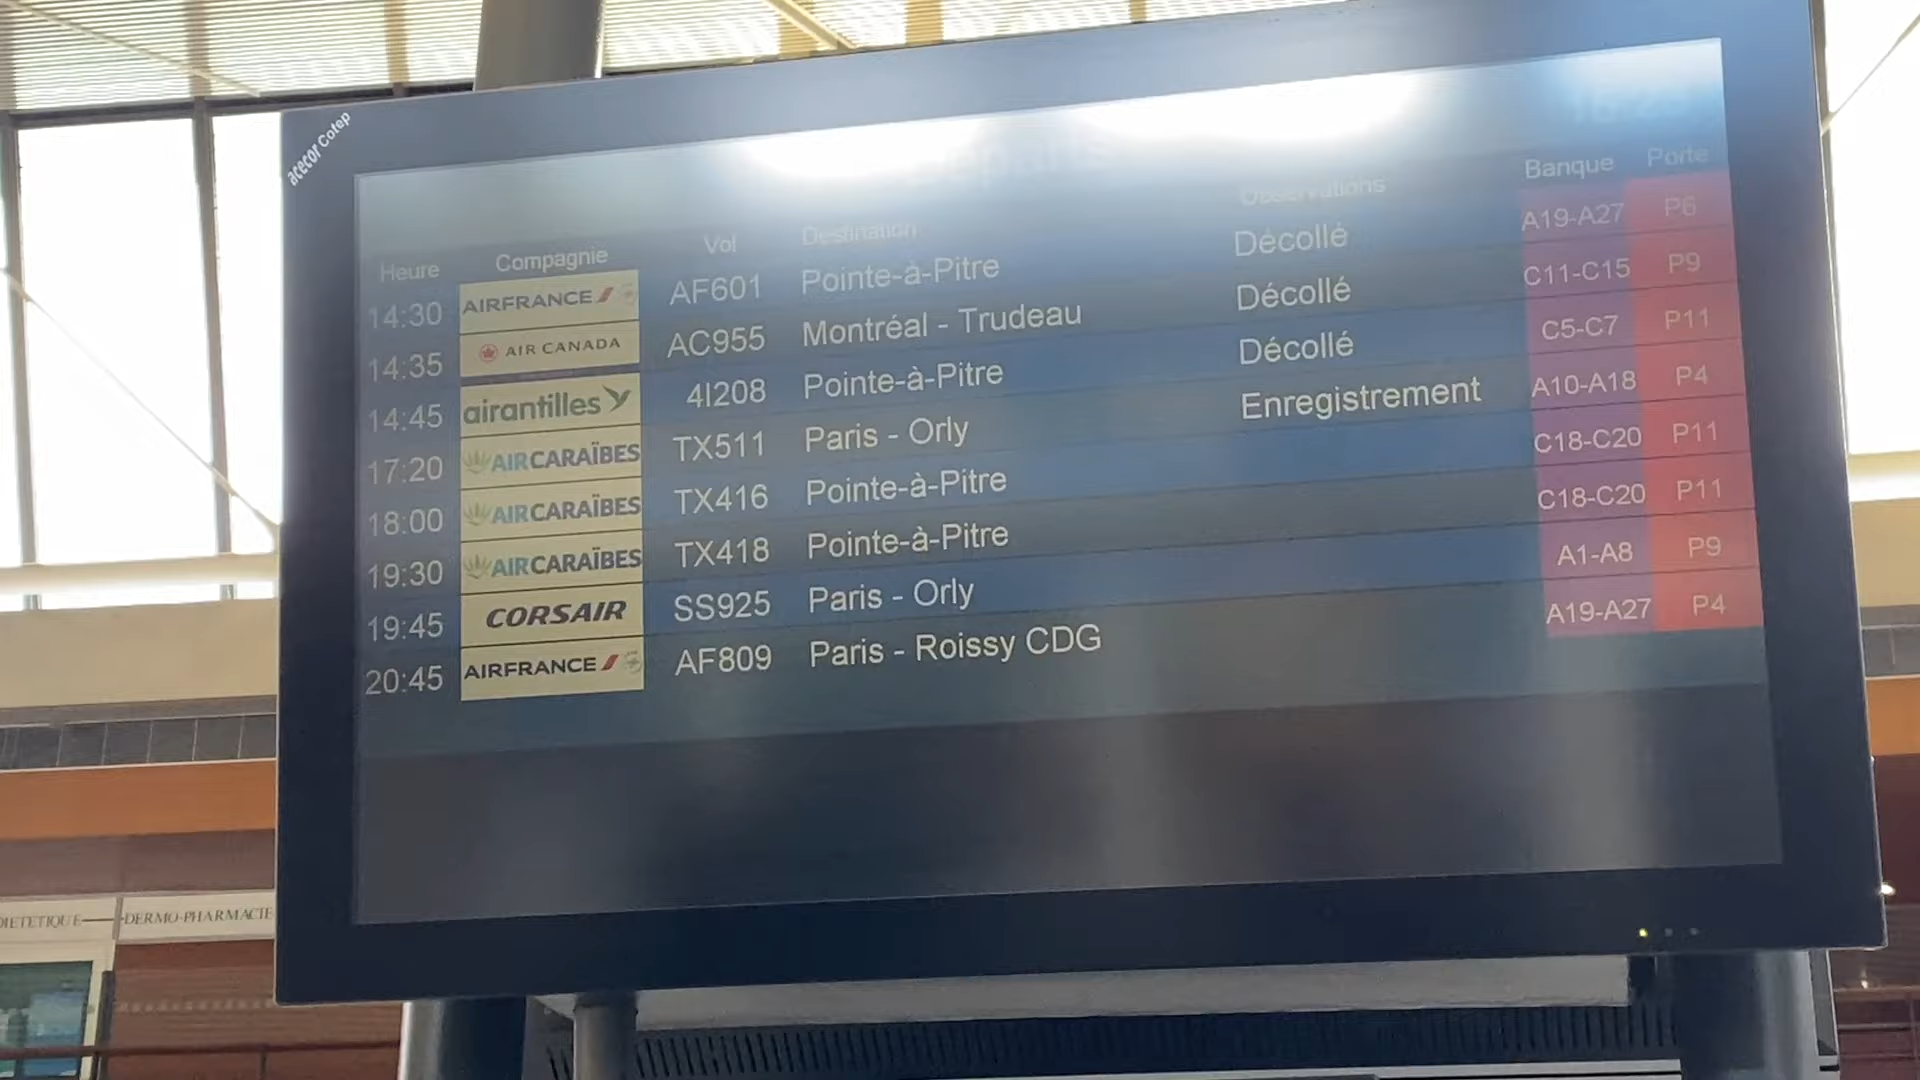 acecor Cotep
Départs
Heure Compagnie Vol Destination Observations Banque Porte
14:30 AIRFRANCE AF601 Pointe-à-Pitre Décollé A19-A27 P6
14:35 AIR CANADA AC955 Montréal - Trudeau Décollé C11-C15 P9
14:45 airantilles 4I208 Pointe-à-Pitre Décollé C5-C7 P11
17:20 AIRCARAÏBES TX511 Paris - Orly Enregistrement A10-A18 P4
18:00 AIRCARAÏBES TX416 Pointe-à-Pitre C18-C20 P11
19:30 AIRCARAÏBES TX418 Pointe-à-Pitre C18-C20 P11
19:45 CORSAIR SS925 Paris - Orly A1-A8 P9
20:45 AIRFRANCE AF809 Paris - Roissy CDG A19-A27 P4
DIETETIQUE DERMO-PHARMACIE